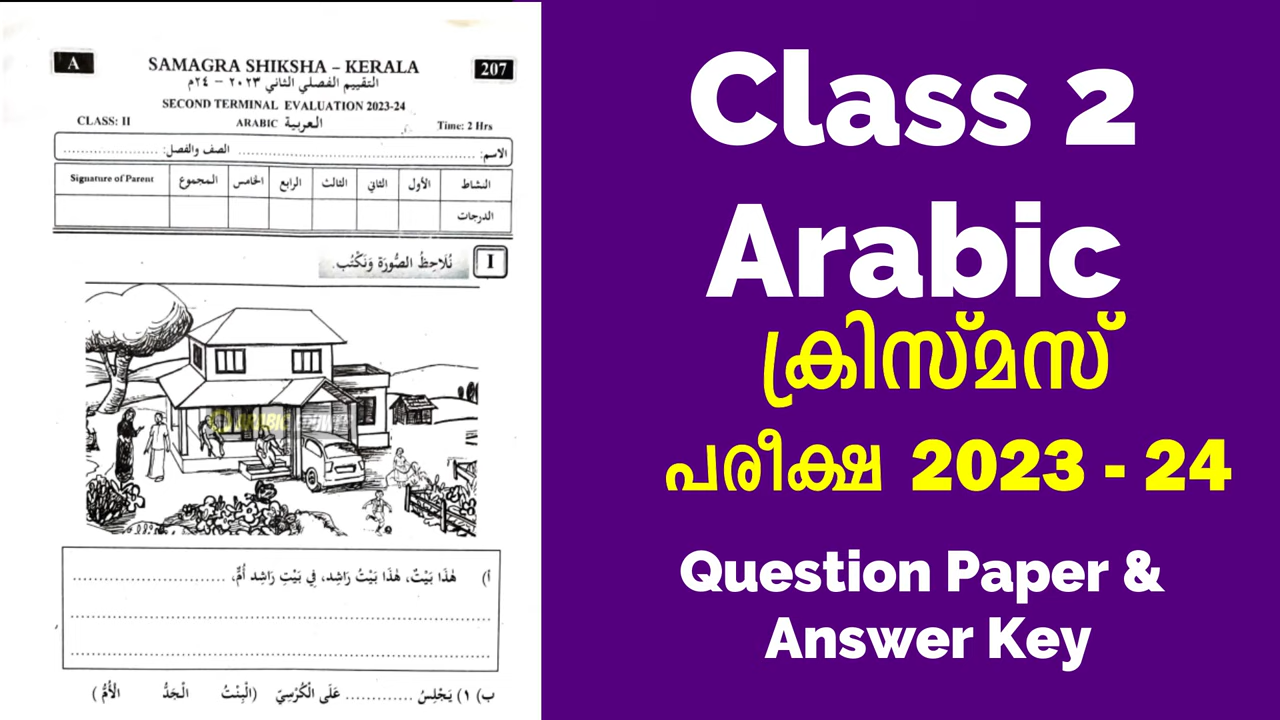 A
SAMAGRA SHIKSHA – KERALA
207
التقييم الفصلي الثاني ٢٠٢٣ – ٢٤م
SECOND TERMINAL EVALUATION 2023-24
CLASS: II
ARABIC العربية
Time: 2 Hrs
الاسم: ........................ الصف والفصل: ........................
النشاط الأول الثاني الثالث الرابع الخامس المجموع Signature of Parent
الدرجات
I نُلَاحِظُ الصُّورَةَ وَنَكْتُب.
أ) هٰذَا بَيْتٌ، هٰذَا بَيْتُ رَاشِد، فِي بَيْتِ رَاشِد أُمٌّ، ........................
ب) ١) يَجْلِسُ ............. عَلَى الْكُرْسِيّ (الْبِنْتُ الْجَدُّ الْأُمُّ )
Class 2
Arabic
ക്രിസ്മസ്
പരീക്ഷ 2023 - 24
Question Paper &
Answer Key